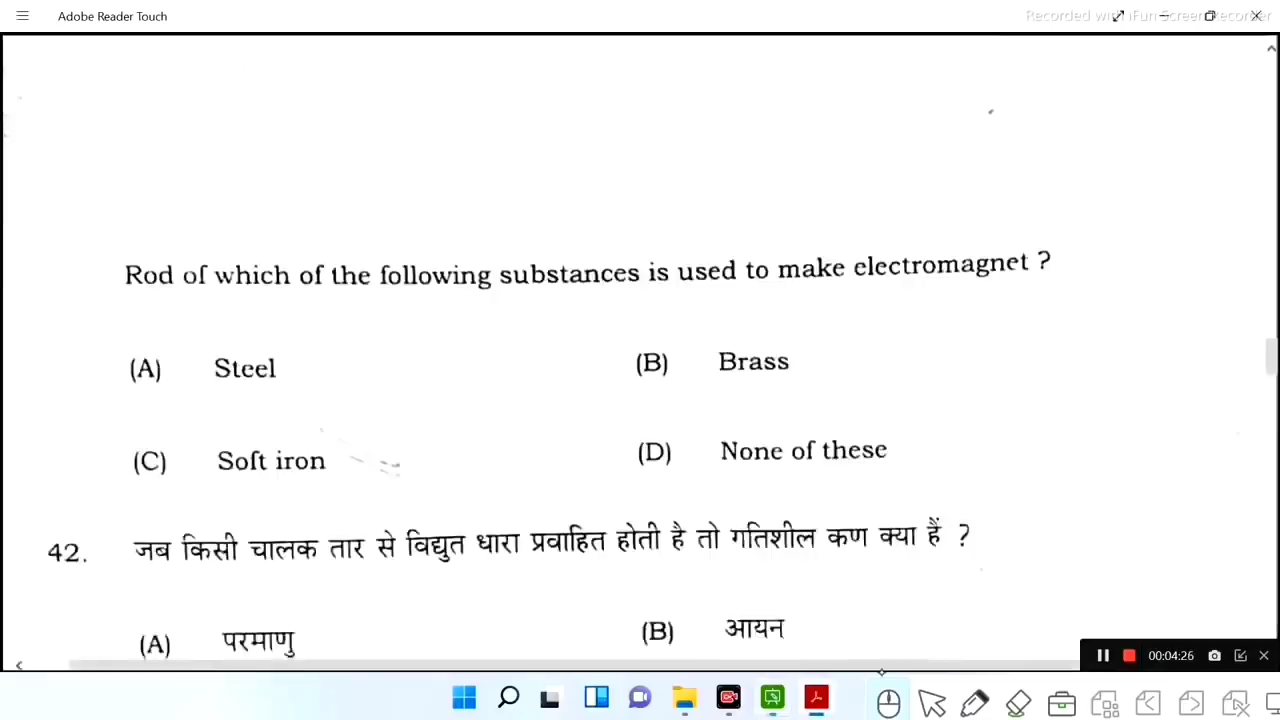 Adobe Reader Touch
Recorded with iFun Screen Recorder
Rod of which of the following substances is used to make electromagnet ?
(A) Steel (B) Brass
(C) Soft iron (D) None of these
42. जब किसी चालक तार से विद्युत धारा प्रवाहित होती है तो गतिशील कण क्या हैं ?
(A) परमाणु (B) आयन
00:04:26